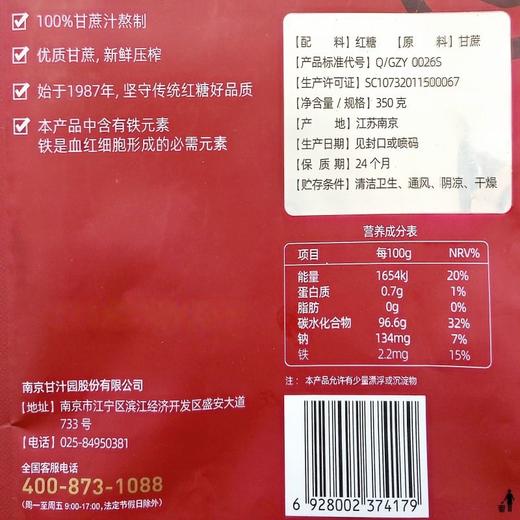 100%甘蔗汁熬制
优质甘蔗, 新鲜压榨
始于1987年, 坚守传统红糖好品质
本产品中含有铁元素
铁是血红细胞形成的必需元素
【配 料】红糖 【原 料】甘蔗
【产品标准代号】Q/GZY 0026S
【生产许可证】SC10732011500067
【净含量/规格】350 克
【产 地】江苏南京
【生产日期】见封口或喷码
【保 质 期】24个月
【贮存条件】清洁卫生、通风、阴凉、干燥
营养成分表
项目 每100g NRV%
能量 1654kJ 20%
蛋白质 0.7g 1%
脂肪 0g 0%
碳水化合物 96.6g 32%
钠 134mg 7%
铁 2.2mg 15%
注: 本产品允许有少量漂浮或沉淀物
南京甘汁园股份有限公司
【地址】南京市江宁区滨江经济开发区盛安大道
733 号
【电话】025-84950381
全国客服电话
400-873-1088
(周一至周五 9:00-17:00, 法定节假日除外)
6 928002 374179